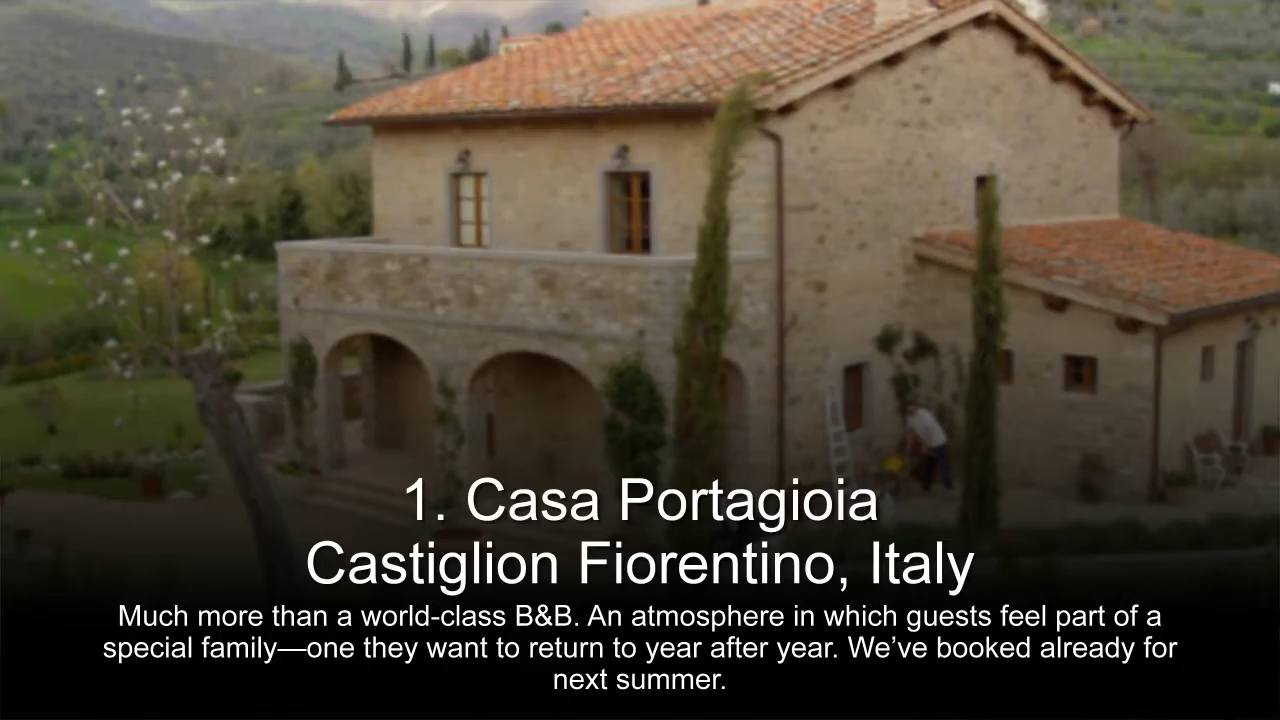 1. Casa Portagioia
Castiglion Fiorentino, Italy
Much more than a world-class B&B. An atmosphere in which guests feel part of a
special family—one they want to return to year after year. We’ve booked already for
next summer.